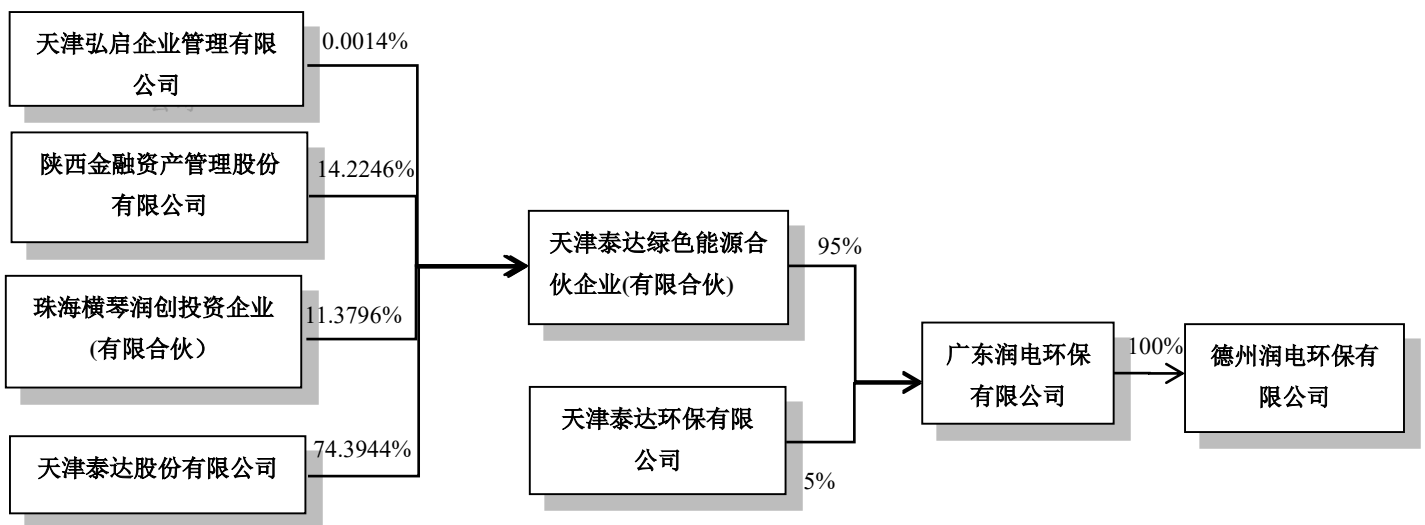 天津弘启企业管理有限
公司
0.0014%
陕西金融资产管理股份
有限公司
14.2246%
珠海横琴润创投资企业
(有限合伙）
11.3796%
天津泰达股份有限公司
74.3944%
天津泰达绿色能源合
伙企业(有限合伙)
95%
天津泰达环保有限
公司
5%
广东润电环保
有限公司
100%
德州润电环保有
限公司